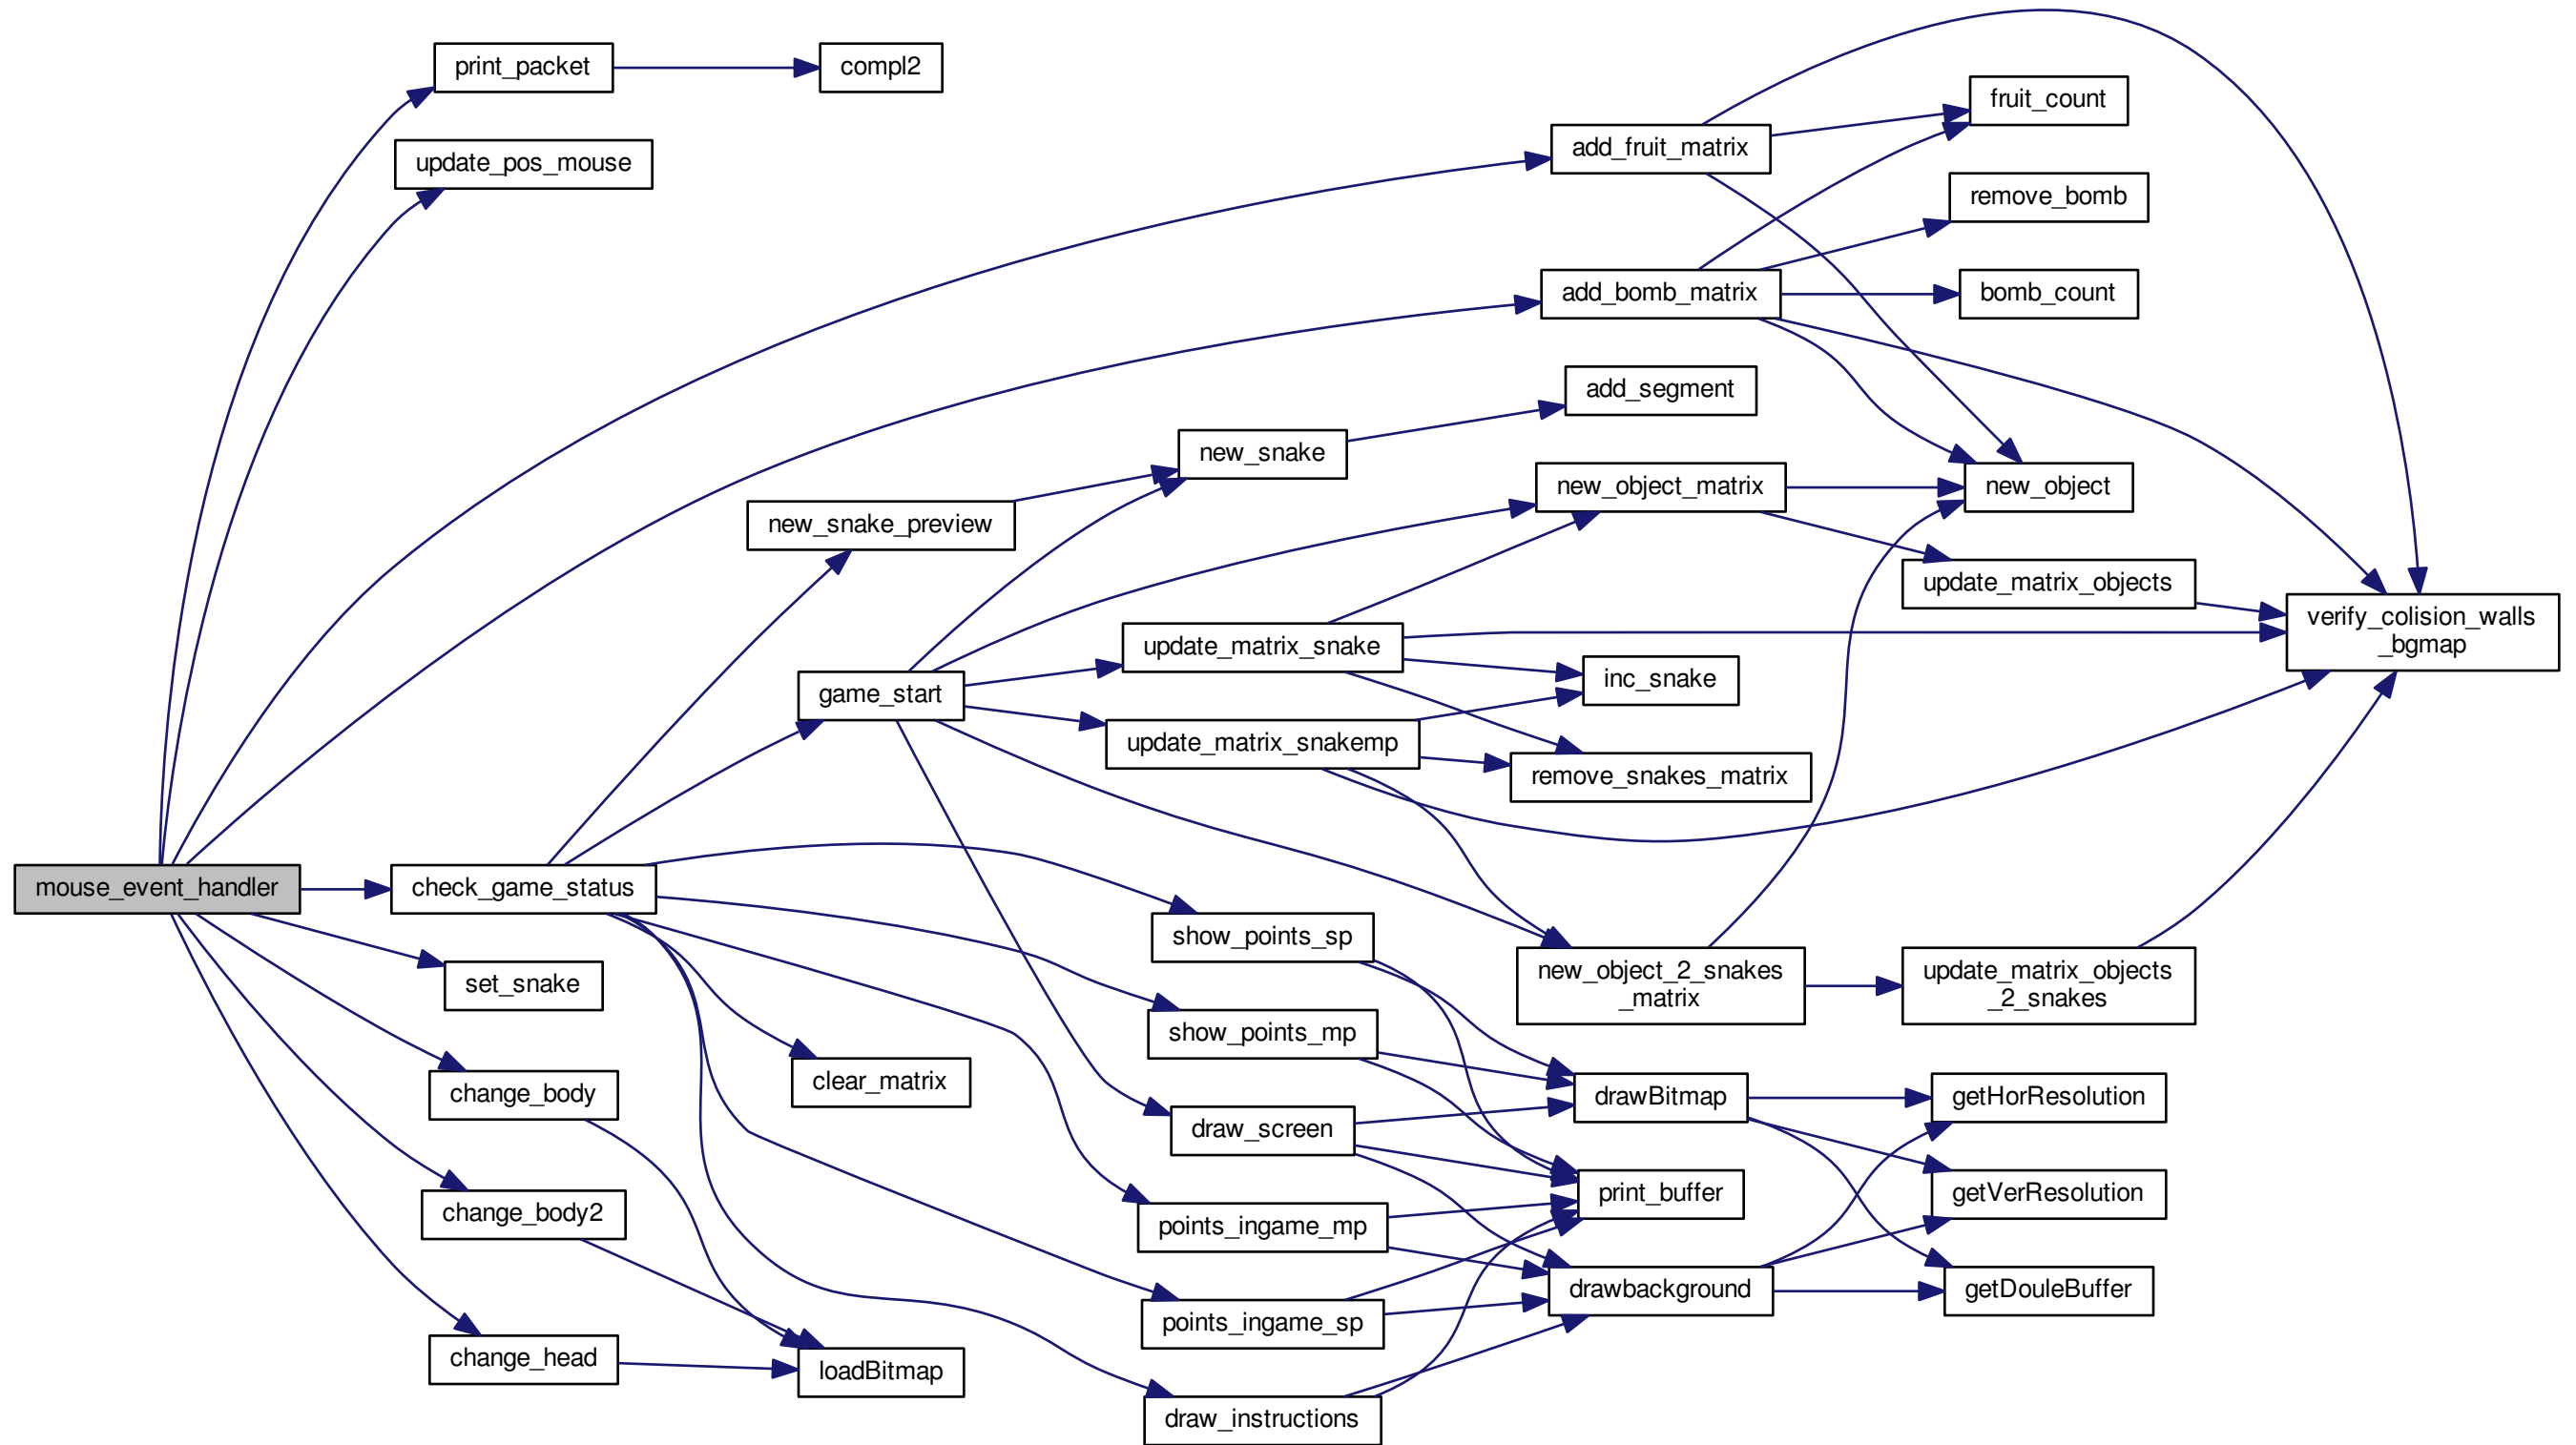 print_packet
compl2
update_pos_mouse
add_fruit_matrix
fruit_count
remove_bomb
add_bomb_matrix
bomb_count
add_segment
new_snake
new_snake_preview
new_object_matrix
new_object
update_matrix_objects
verify_colision_walls
_bgmap
update_matrix_snake
game_start
inc_snake
update_matrix_snakemp
remove_snakes_matrix
mouse_event_handler
check_game_status
show_points_sp
set_snake
new_object_2_snakes
_matrix
update_matrix_objects
_2_snakes
show_points_mp
clear_matrix
change_body
drawBitmap
getHorResolution
draw_screen
print_buffer
getVerResolution
change_body2
points_ingame_mp
drawbackground
getDouleBuffer
points_ingame_sp
change_head
loadBitmap
draw_instructions